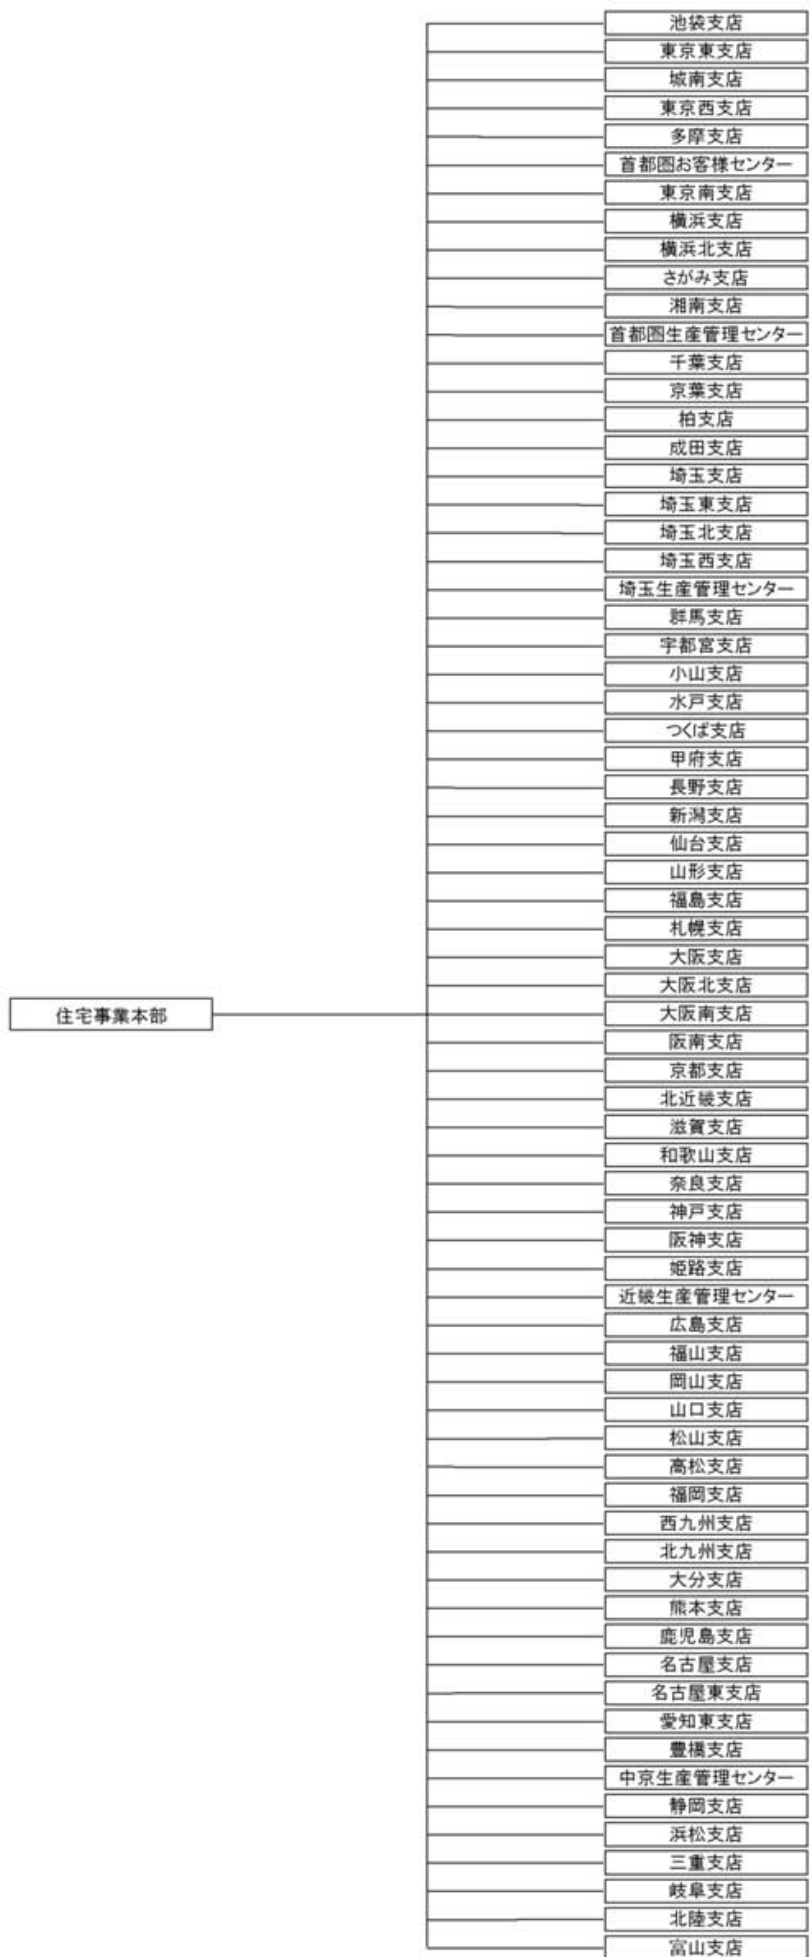 池袋支店
東京東支店
城南支店
東京西支店
多摩支店
首都圏お客様センター
東京南支店
横浜支店
横浜北支店
さがみ支店
湘南支店
首都圏生産管理センター
千葉支店
京葉支店
柏支店
成田支店
埼玉支店
埼玉東支店
埼玉北支店
埼玉西支店
埼玉生産管理センター
群馬支店
宇都宮支店
小山支店
水戸支店
つくば支店
甲府支店
長野支店
新潟支店
仙台支店
山形支店
福島支店
札幌支店
大阪支店
大阪北支店
住宅事業本部
大阪南支店
阪南支店
京都支店
北近畿支店
滋賀支店
和歌山支店
奈良支店
神戸支店
阪神支店
姫路支店
近畿生産管理センター
広島支店
福山支店
岡山支店
山口支店
松山支店
高松支店
福岡支店
西九州支店
北九州支店
大分支店
熊本支店
鹿児島支店
名古屋支店
名古屋東支店
愛知東支店
豊橋支店
中京生産管理センター
静岡支店
浜松支店
三重支店
岐阜支店
北陸支店
富山支店